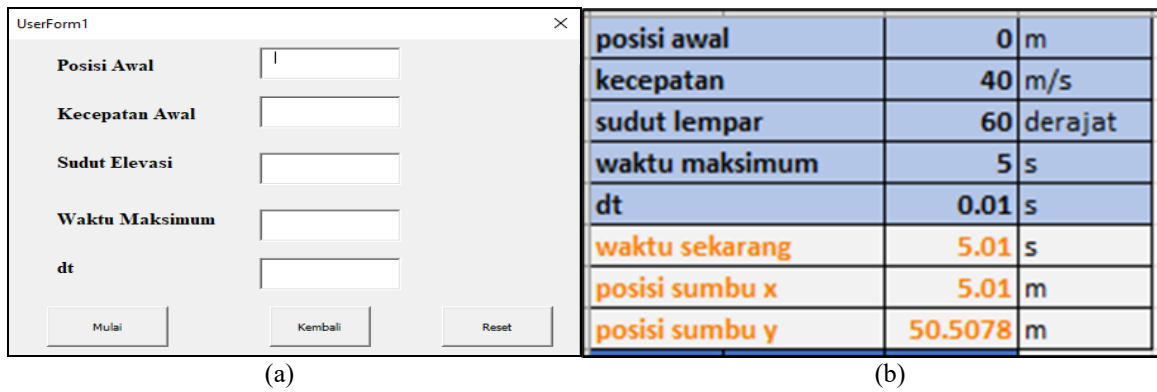 UserForm1
Posisi Awal
Kecepatan Awal
Sudut Elevasi
Waktu Maksimum
dt
Mulai Kembali Reset
(a)
posisi awal 0 m
kecepatan 40 m/s
sudut lempar 60 derajat
waktu maksimum 5 s
dt 0.01 s
waktu sekarang 5.01 s
posisi sumbu x 5.01 m
posisi sumbu y 50.5078 m
(b)